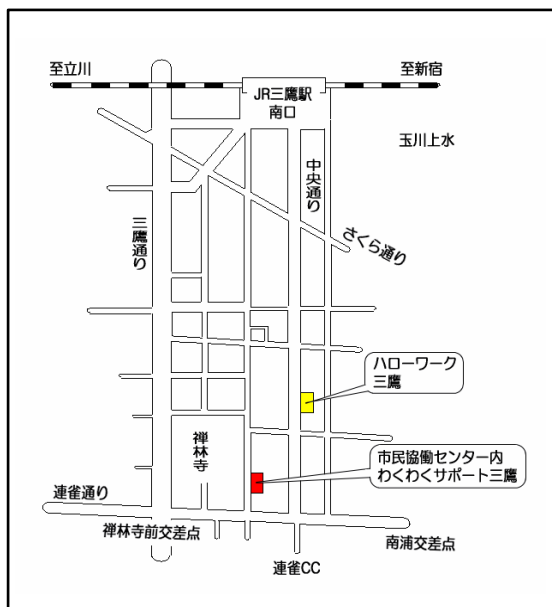 至立川
至新宿
JR三鷹駅
南口
玉川上水
中央通り
三鷹通り
さくら通り
ハローワーク
三鷹
禅林寺
市民協働センター内
わくわくサポート三鷹
連雀通り
禅林寺前交差点
南浦交差点
連雀CC